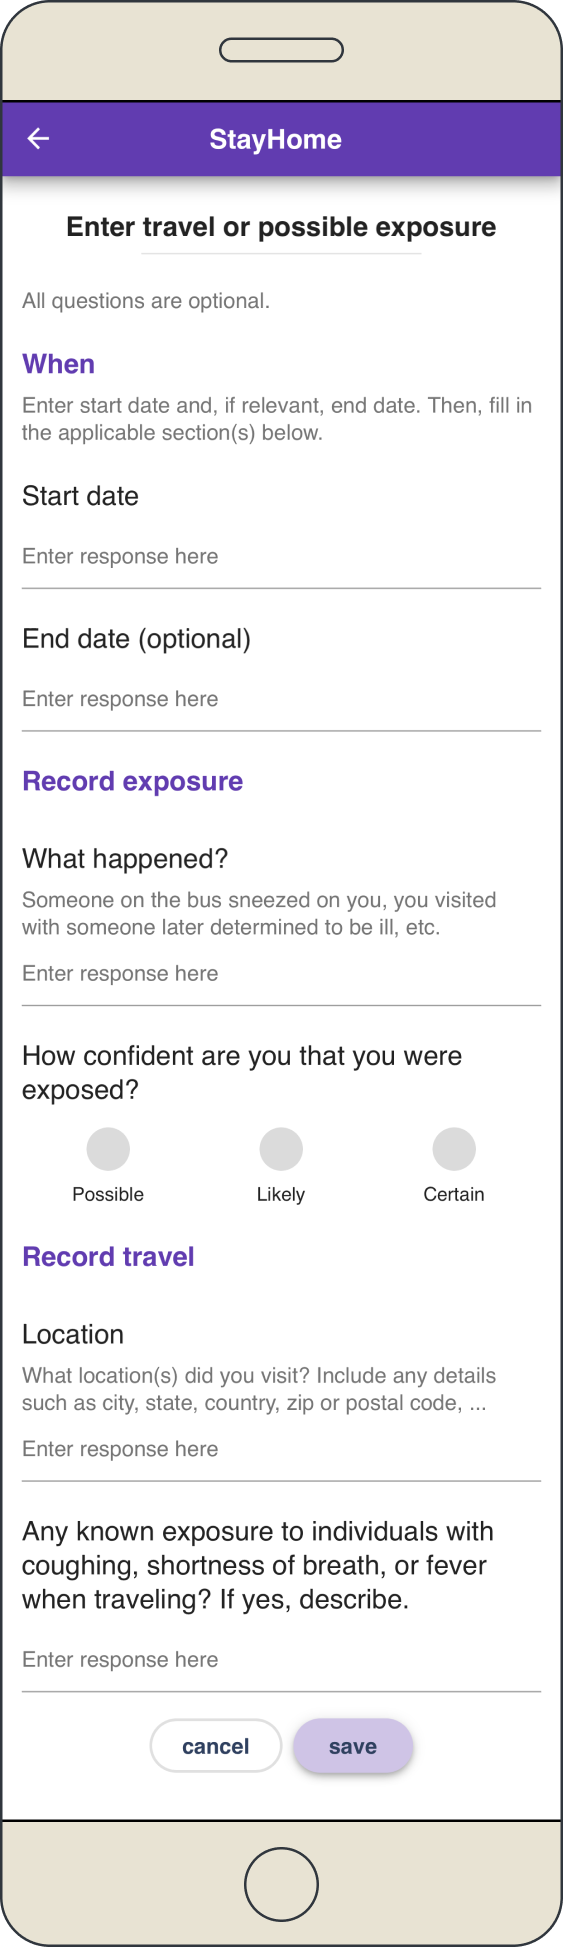 StayHome
Enter travel or possible exposure
All questions are optional.
When
Enter start date and, if relevant, end date. Then, fill in
the applicable section(s) below.
Start date
Enter response here
End date (optional)
Enter response here
Record exposure
What happened?
Someone on the bus sneezed on you, you visited
with someone later determined to be ill, etc.
Enter response here
How confident are you that you were
exposed?
Possible Likely Certain
Record travel
Location
What location(s) did you visit? Include any details
such as city, state, country, zip or postal code, ...
Enter response here
Any known exposure to individuals with
coughing, shortness of breath, or fever
when traveling? If yes, describe.
Enter response here
cancel save